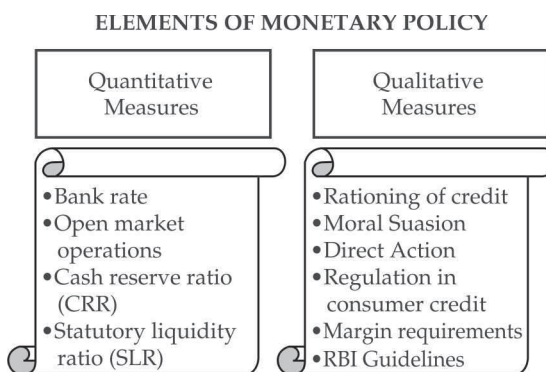 ELEMENTS OF MONETARY POLICY
Quantitative
Measures
•Bank rate
•Open market
operations
•Cash reserve ratio
(CRR)
•Statutory liquidity
ratio (SLR)
Qualitative
Measures
•Rationing of credit
•Moral Suasion
•Direct Action
•Regulation in
consumer credit
•Margin requirements
•RBI Guidelines